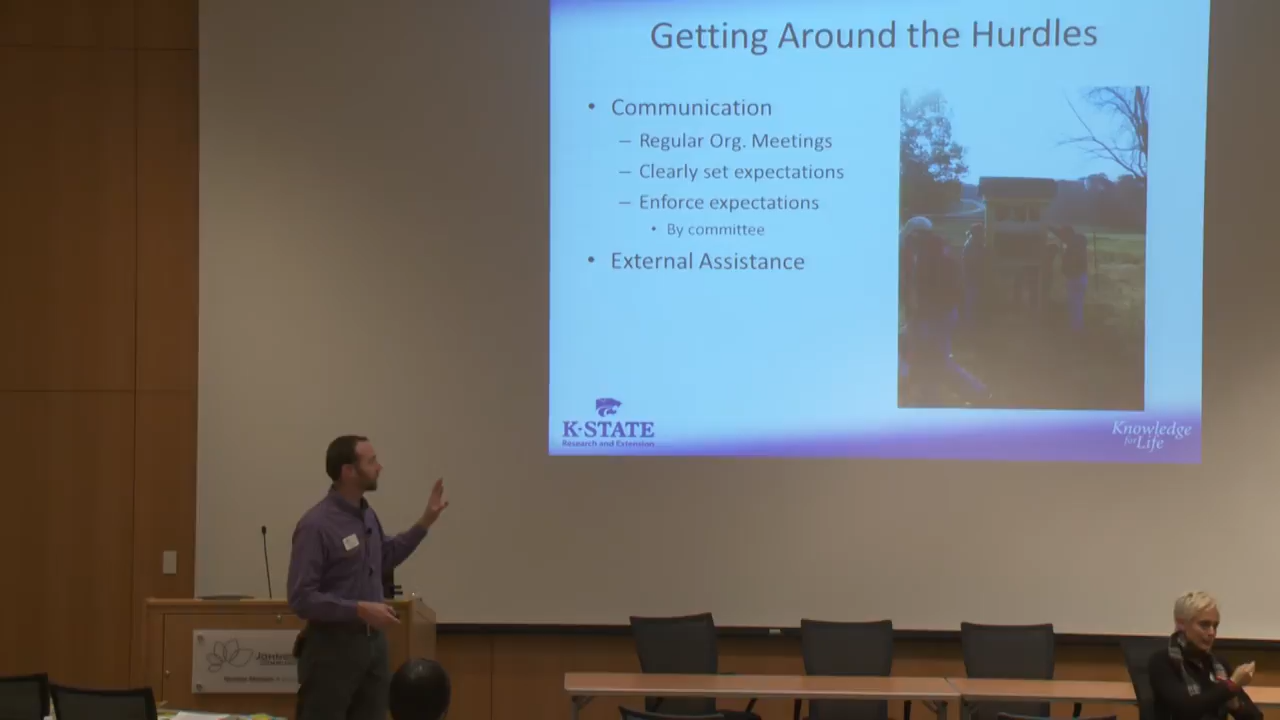 Getting Around the Hurdles
• Communication
– Regular Org. Meetings
– Clearly set expectations
– Enforce expectations
• By committee
• External Assistance
K-STATE
Research and Extension
Knowledge
for Life